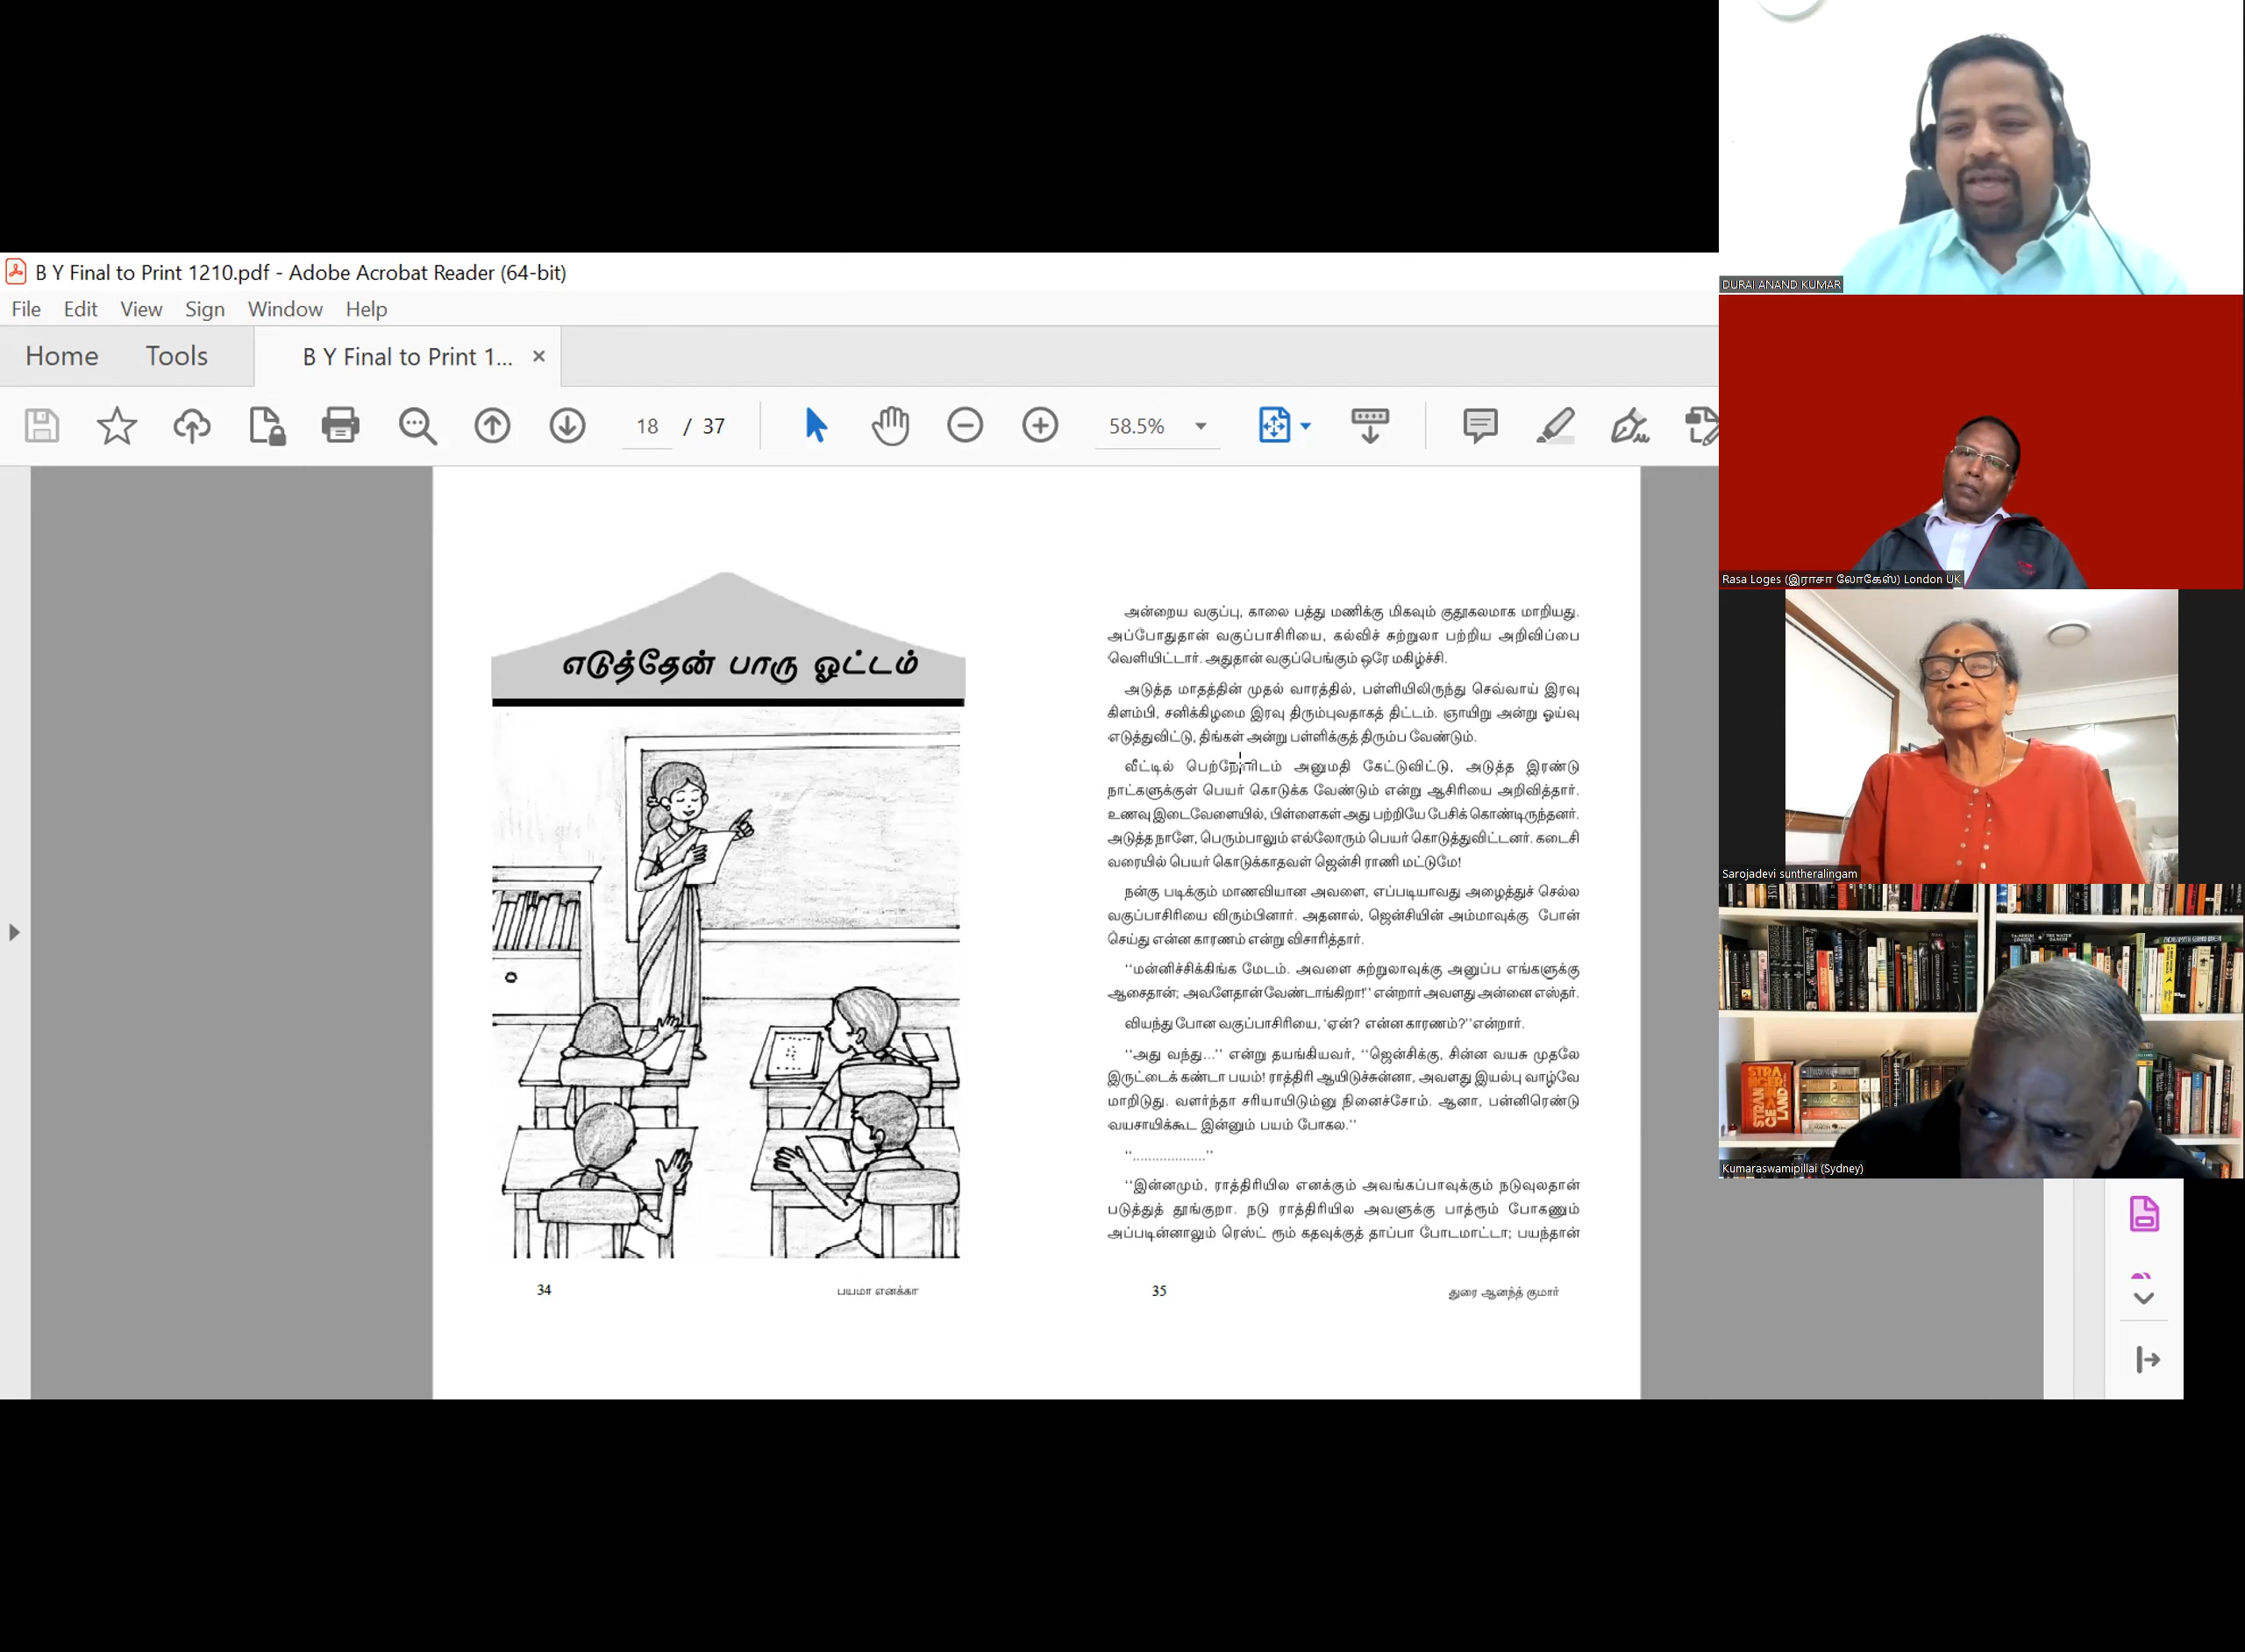 B Y Final to Print 1210.pdf - Adobe Acrobat Reader (64-bit)
File Edit View Sign Window Help
Home Tools B Y Final to Print 1... ×
18 / 37 58.5%
எடுத்தேன் பாரு ஓட்டம்
34 பயமா எனக்கா
அன்றைய வகுப்பு, காலை பத்து மணிக்கு மிகவும் குதூகலமாக மாறியது.
அப்போதுதான் வகுப்பாசிரியை, கல்விச் சுற்றுலா பற்றிய அறிவிப்பை
வெளியிட்டார். அதுதான் வகுப்பெங்கும் ஒரே மகிழ்ச்சி.
அடுத்த மாதத்தின் முதல் வாரத்தில், பள்ளியிலிருந்து செவ்வாய் இரவு
கிளம்பி, சனிக்கிழமை இரவு திரும்புவதாகத் திட்டம். ஞாயிறு அன்று ஓய்வு
எடுத்துவிட்டு, திங்கள் அன்று பள்ளிக்குத் திரும்ப வேண்டும்.
வீட்டில் பெற்றோரிடம் அனுமதி கேட்டுவிட்டு, அடுத்த இரண்டு
நாட்களுக்குள் பெயர் கொடுக்க வேண்டும் என்று ஆசிரியை அறிவித்தார்.
உணவு இடைவேளையில், பிள்ளைகள் அது பற்றியே பேசிக் கொண்டிருந்தனர்.
அடுத்த நாளே, பெரும்பாலும் எல்லோரும் பெயர் கொடுத்துவிட்டனர். கடைசி
வரையில் பெயர் கொடுக்காதவள் ஜென்சி ராணி மட்டுமே!
நன்கு படிக்கும் மாணவியான அவளை, எப்படியாவது அழைத்துச் செல்ல
வகுப்பாசிரியை விரும்பினார். அதனால், ஜென்சியின் அம்மாவுக்கு போன்
செய்து என்ன காரணம் என்று விசாரித்தார்.
‘‘மன்னிச்சிக்கிங்க மேடம். அவளை சுற்றுலாவுக்கு அனுப்ப எங்களுக்கு
ஆசைதான்; அவளேதான் வேண்டாங்கிறா!’’ என்றார் அவளது அன்னை எஸ்தர்.
வியந்து போன வகுப்பாசிரியை, ‘ஏன்? என்ன காரணம்?’’ என்றார்.
‘‘அது வந்து...’’ என்று தயங்கியவர், ‘‘ஜென்சிக்கு, சின்ன வயசு முதலே
இருட்டைக் கண்டா பயம்! ராத்திரி ஆயிடுச்சுன்னா, அவளது இயல்பு வாழ்வே
மாறிடுது. வளர்ந்தா சரியாயிடும்னு நினைச்சோம். ஆனா, பன்னிரெண்டு
வயசாயிக்கூட இன்னும் பயம் போகல.’’
‘‘...................’’
‘‘இன்னமும், ராத்திரியில எனக்கும் அவங்கப்பாவுக்கும் நடுவுலதான்
படுத்துத் தூங்குறா. நடு ராத்திரியில அவளுக்கு பாத்ரூம் போகணும்
அப்படின்னாலும் ரெஸ்ட் ரூம் கதவுக்குத் தாப்பா போடமாட்டா; பயந்தான்
35 துரை ஆனந்த் குமார்
DURAI ANAND KUMAR
Rasa Loges (இராசா லோகேஸ்) London UK
Sarojadevi suntheralingam
STRANGER
LAND
Kumaraswamipillai (Sydney)